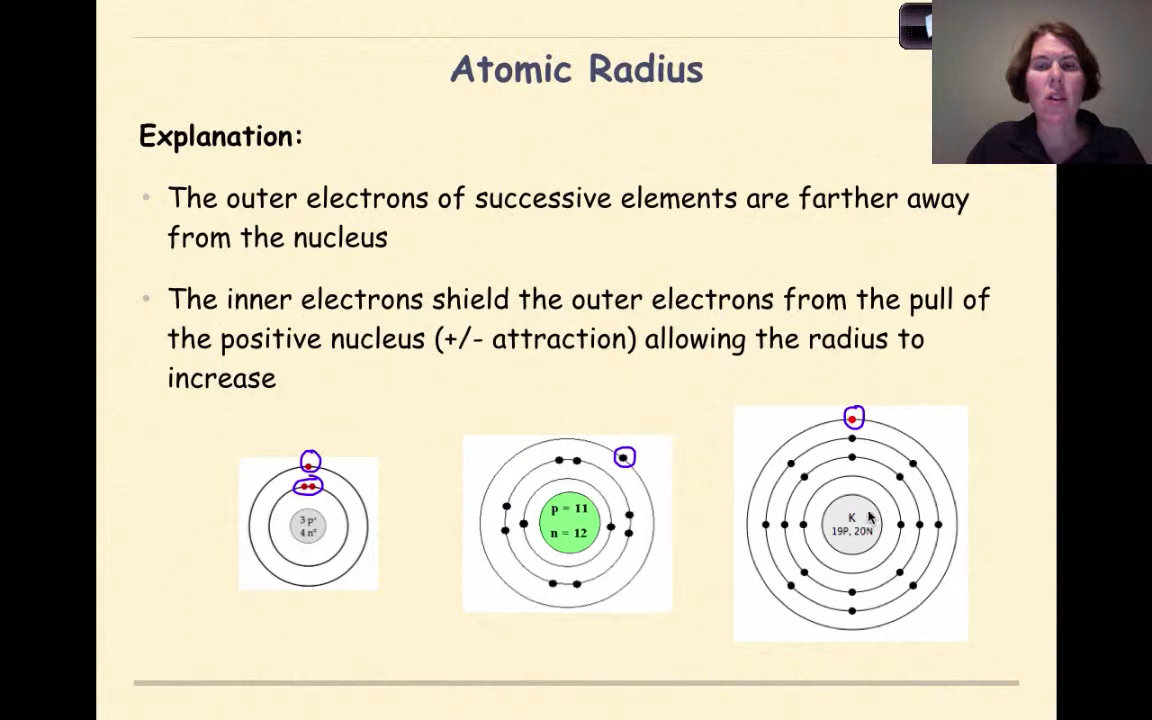 Atomic Radius
Explanation:
• The outer electrons of successive elements are farther away
from the nucleus
• The inner electrons shield the outer electrons from the pull of
the positive nucleus (+/- attraction) allowing the radius to
increase
3 p⁺
4 n⁰
p = 11
n = 12
K
19P, 20N